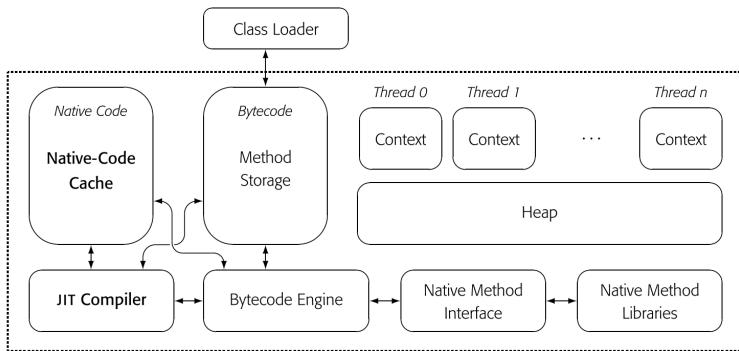 Class Loader
Native Code
Native-Code
Cache
Bytecode
Method
Storage
Thread 0
Thread 1
Thread n
Context
Context
...
Context
Heap
JIT Compiler
Bytecode Engine
Native Method
Interface
Native Method
Libraries